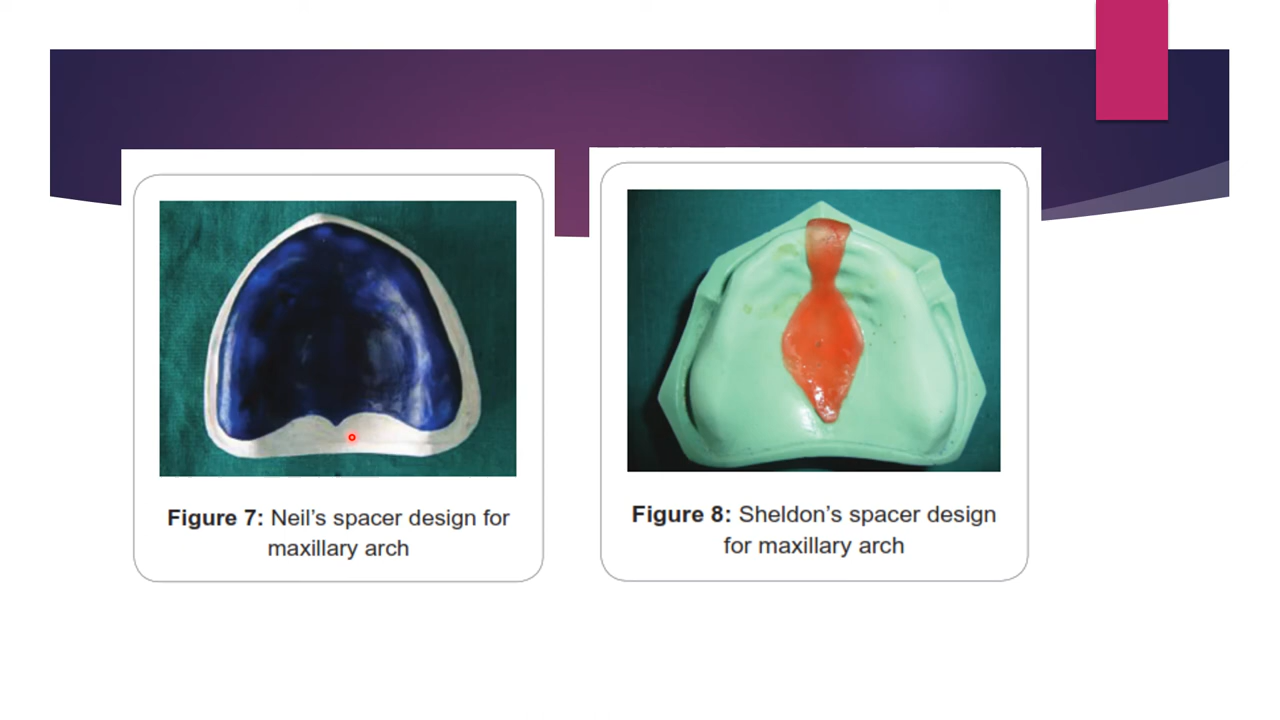 Figure 7: Neil's spacer design for
maxillary arch
Figure 8: Sheldon's spacer design
for maxillary arch